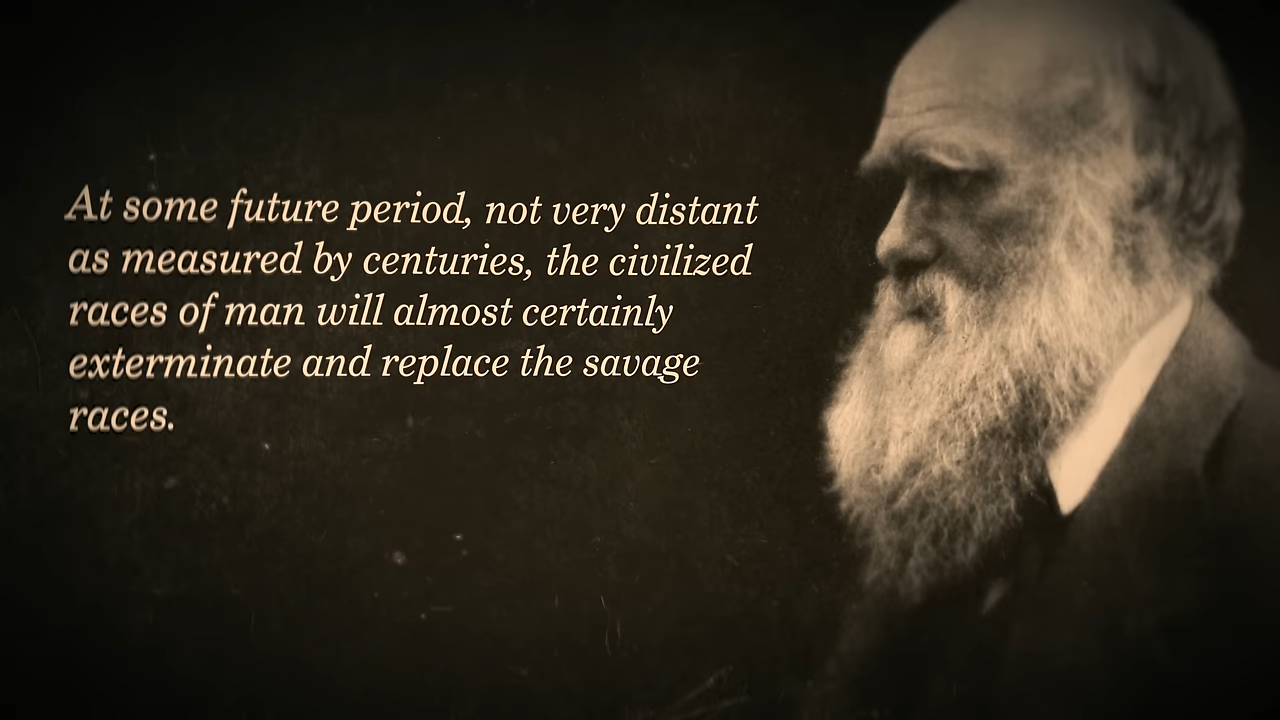 At some future period, not very distant
as measured by centuries, the civilized
races of man will almost certainly
exterminate and replace the savage
races.